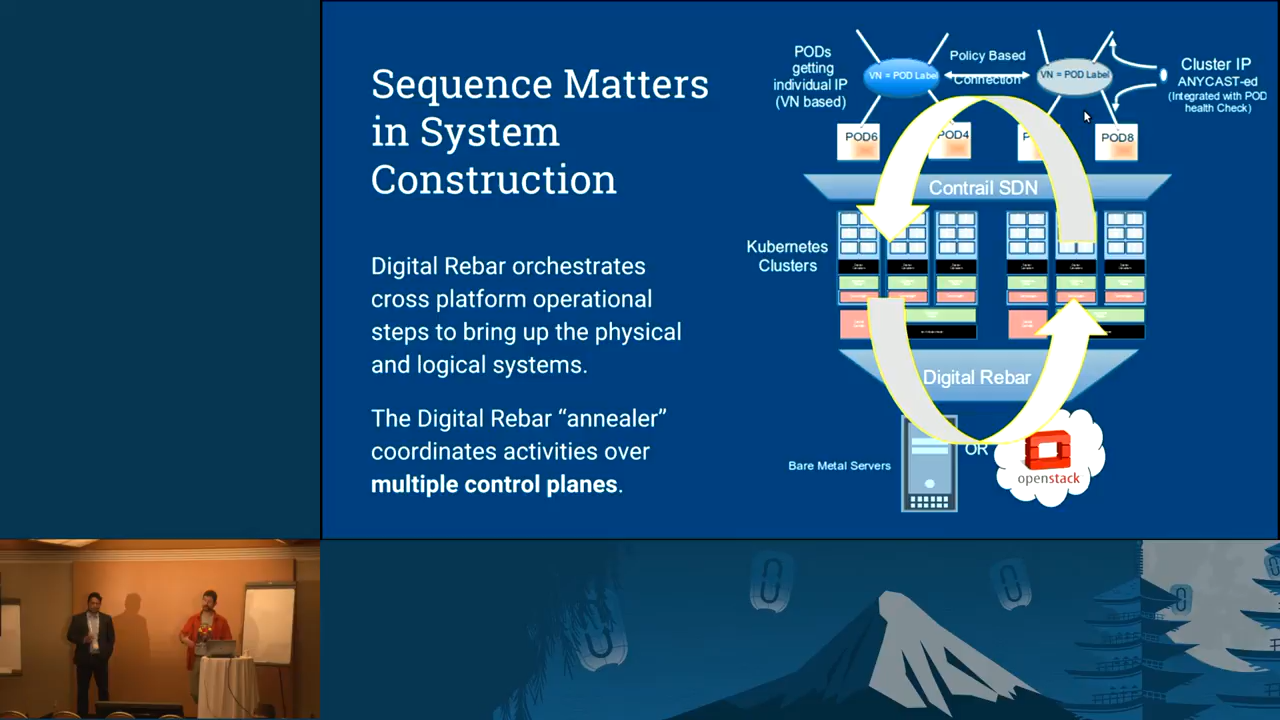 Sequence Matters
in System
Construction
Digital Rebar orchestrates
cross platform operational
steps to bring up the physical
and logical systems.
The Digital Rebar “annealer”
coordinates activities over
multiple control planes.
PODs
getting
individual IP
(VN based)
VN = POD Label
Policy Based
Connection
VN = POD Label
Cluster IP
ANYCAST-ed
(Integrated with POD
health Check)
POD6
POD4
POD8
Contrail SDN
Kubernetes
Clusters
Digital Rebar
Bare Metal Servers
OR
openstack